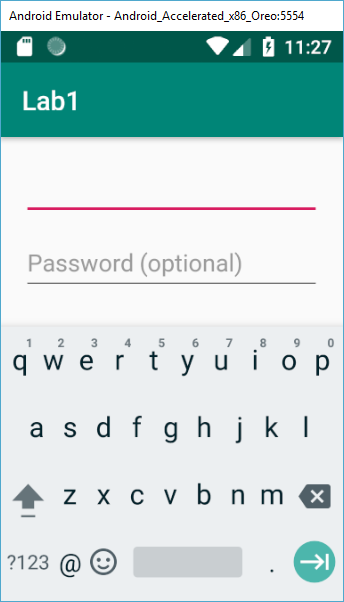 Android Emulator - Android_Accelerated_x86_Oreo:5554
11:27
Lab1
Password (optional)
1 2 3 4 5 6 7 8 9 0
q w e r t y u i o p
a s d f g h j k l
z x c v b n m
?123 @ .